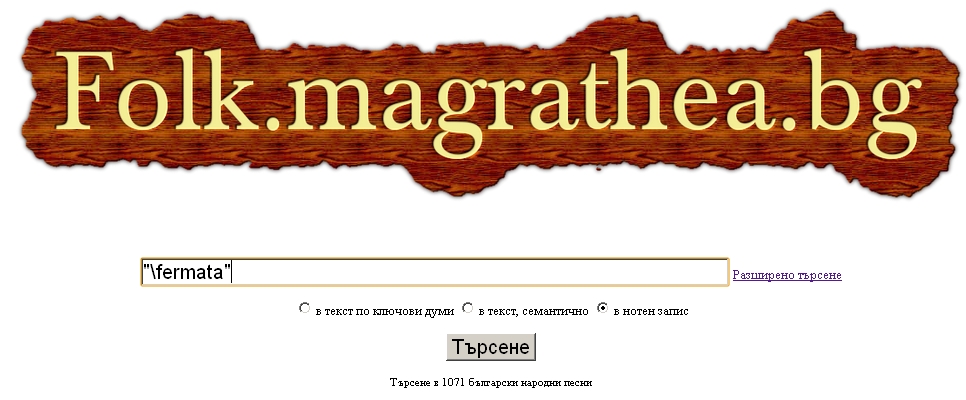 Folk.magrathea.bg
"\fermata"
Разширено търсене
в текст по ключови думи в текст, семантично в нотен запис
Търсене
Търсене в 1071 български народни песни